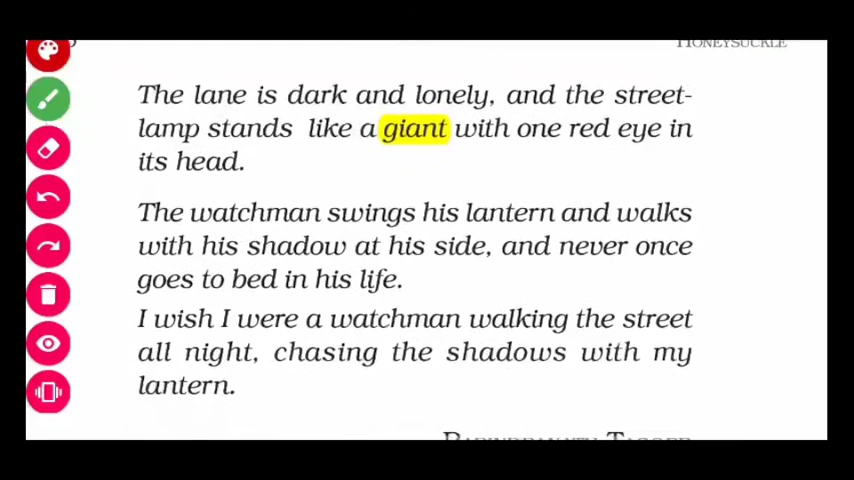 HONEYSUCKLE
The lane is dark and lonely, and the street-
lamp stands like a giant with one red eye in
its head.
The watchman swings his lantern and walks
with his shadow at his side, and never once
goes to bed in his life.
I wish I were a watchman walking the street
all night, chasing the shadows with my
lantern.
RABINDRANATH TAGORE